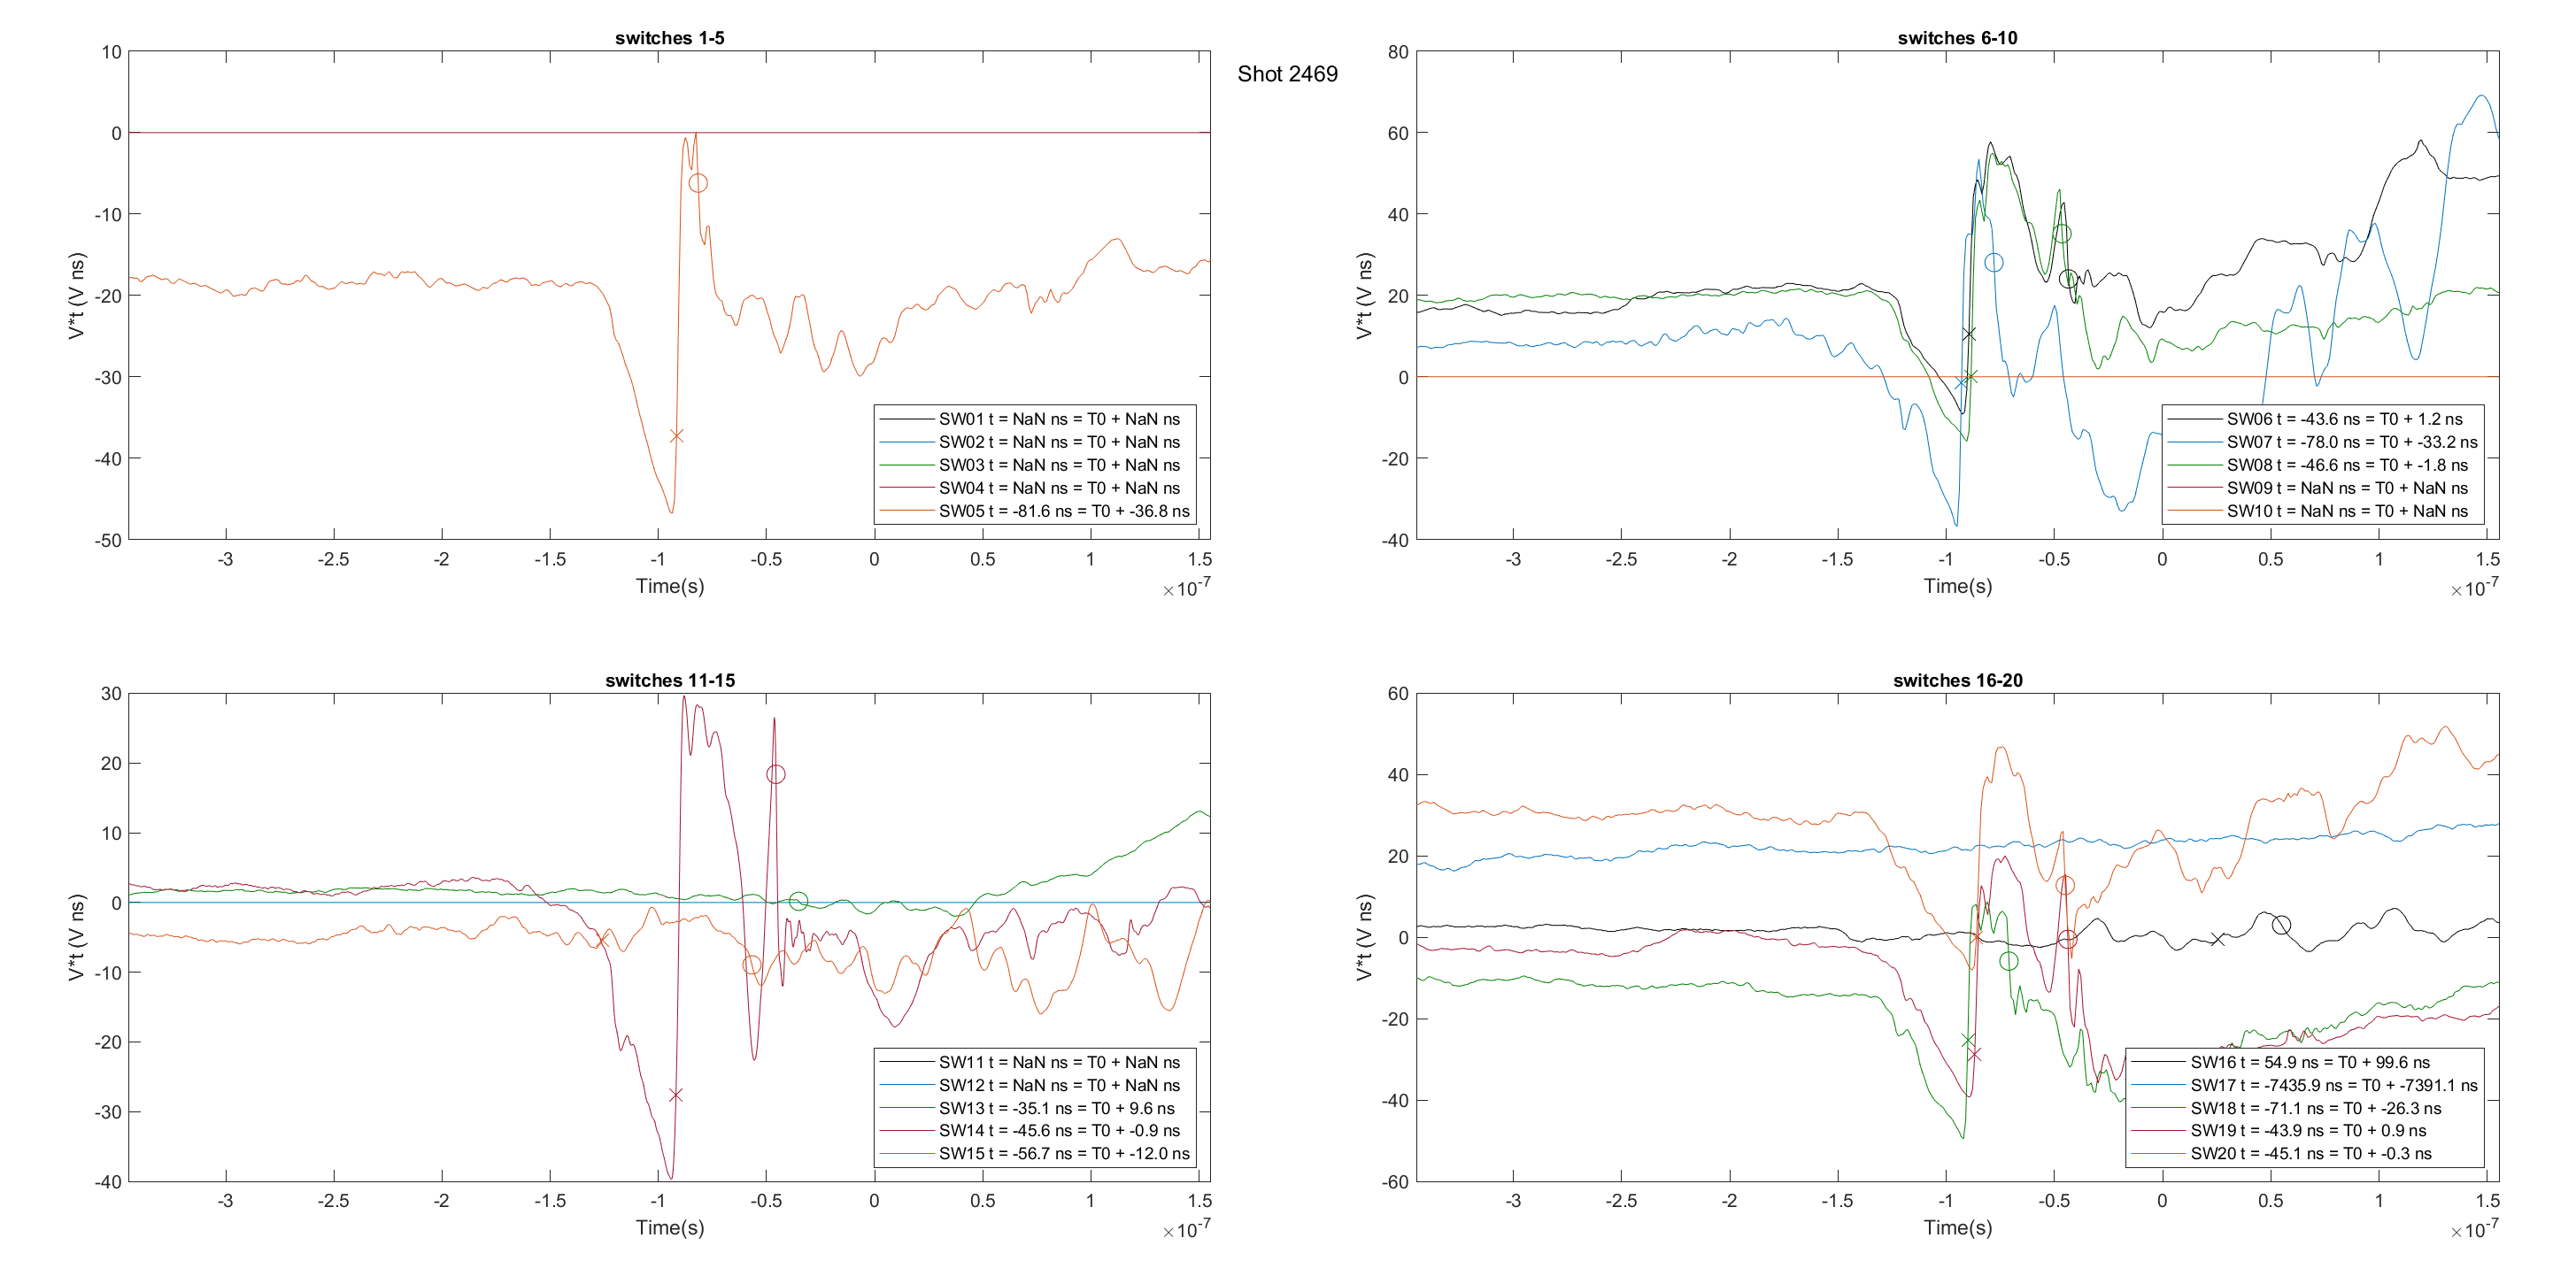 Shot 2469
switches 1-5
10
0
-10
-20
-30
-40
-50
V*t (V ns)
-3
-2.5
-2
-1.5
-1
-0.5
0
0.5
1
1.5
Time(s)
×10-7
SW01 t = NaN ns = T0 + NaN ns
SW02 t = NaN ns = T0 + NaN ns
SW03 t = NaN ns = T0 + NaN ns
SW04 t = NaN ns = T0 + NaN ns
SW05 t = -81.6 ns = T0 + -36.8 ns
switches 6-10
80
60
40
20
0
-20
-40
V*t (V ns)
-3
-2.5
-2
-1.5
-1
-0.5
0
0.5
1
1.5
Time(s)
×10-7
SW06 t = -43.6 ns = T0 + 1.2 ns
SW07 t = -78.0 ns = T0 + -33.2 ns
SW08 t = -46.6 ns = T0 + -1.8 ns
SW09 t = NaN ns = T0 + NaN ns
SW10 t = NaN ns = T0 + NaN ns
switches 11-15
30
20
10
0
-10
-20
-30
-40
V*t (V ns)
-3
-2.5
-2
-1.5
-1
-0.5
0
0.5
1
1.5
Time(s)
×10-7
SW11 t = NaN ns = T0 + NaN ns
SW12 t = NaN ns = T0 + NaN ns
SW13 t = -35.1 ns = T0 + 9.6 ns
SW14 t = -45.6 ns = T0 + -0.9 ns
SW15 t = -56.7 ns = T0 + -12.0 ns
switches 16-20
60
40
20
0
-20
-40
-60
V*t (V ns)
-3
-2.5
-2
-1.5
-1
-0.5
0
0.5
1
1.5
Time(s)
×10-7
SW16 t = 54.9 ns = T0 + 99.6 ns
SW17 t = -7435.9 ns = T0 + -7391.1 ns
SW18 t = -71.1 ns = T0 + -26.3 ns
SW19 t = -43.9 ns = T0 + 0.9 ns
SW20 t = -45.1 ns = T0 + -0.3 ns